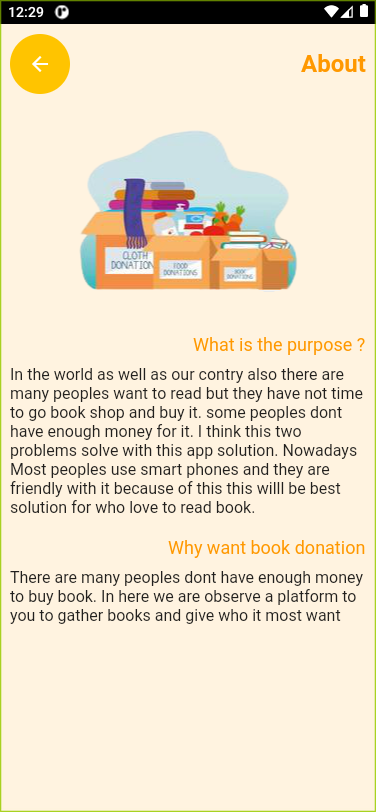 12:29
About
CLOTH
DONATION
FOOD
DONATIONS
BOOK
DONATIONS
What is the purpose ?
In the world as well as our contry also there are
many peoples want to read but they have not time
to go book shop and buy it. some peoples dont
have enough money for it. I think this two
problems solve with this app solution. Nowadays
Most peoples use smart phones and they are
friendly with it because of this this willl be best
solution for who love to read book.
Why want book donation
There are many peoples dont have enough money
to buy book. In here we are observe a platform to
you to gather books and give who it most want